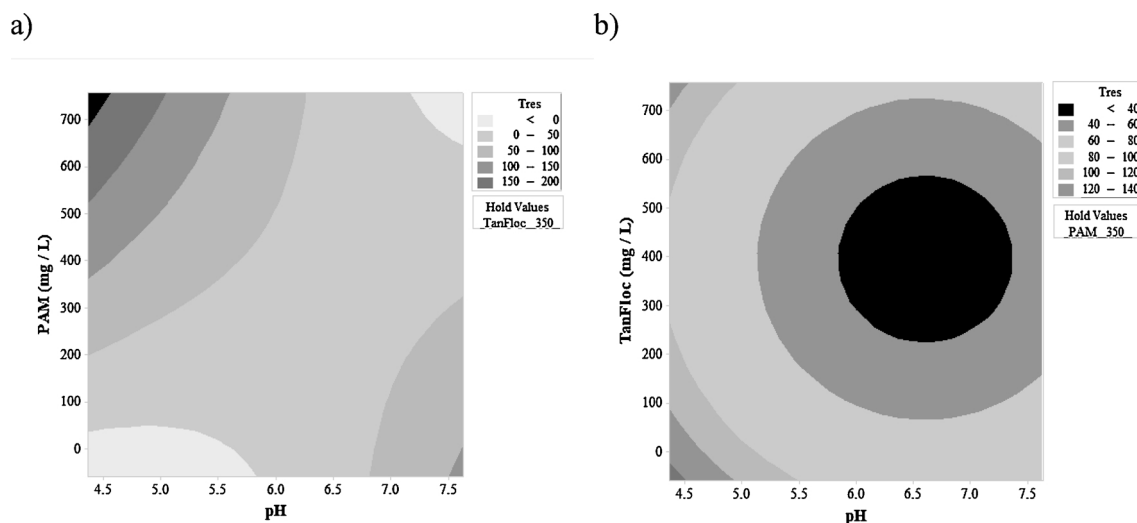 a)
b)
PAM (mg / L)
700
600
500
400
300
200
100
0
4.5 5.0 5.5 6.0 6.5 7.0 7.5
pH
Tres
< 0
0 – 50
50 – 100
100 – 150
150 – 200
Hold Values
_TanFloc__350_
TanFloc (mg / L)
700
600
500
400
300
200
100
0
4.5 5.0 5.5 6.0 6.5 7.0 7.5
pH
Tres
< 40
40 – 60
60 – 80
80 – 100
100 – 120
120 – 140
Hold Values
_PAM__350_